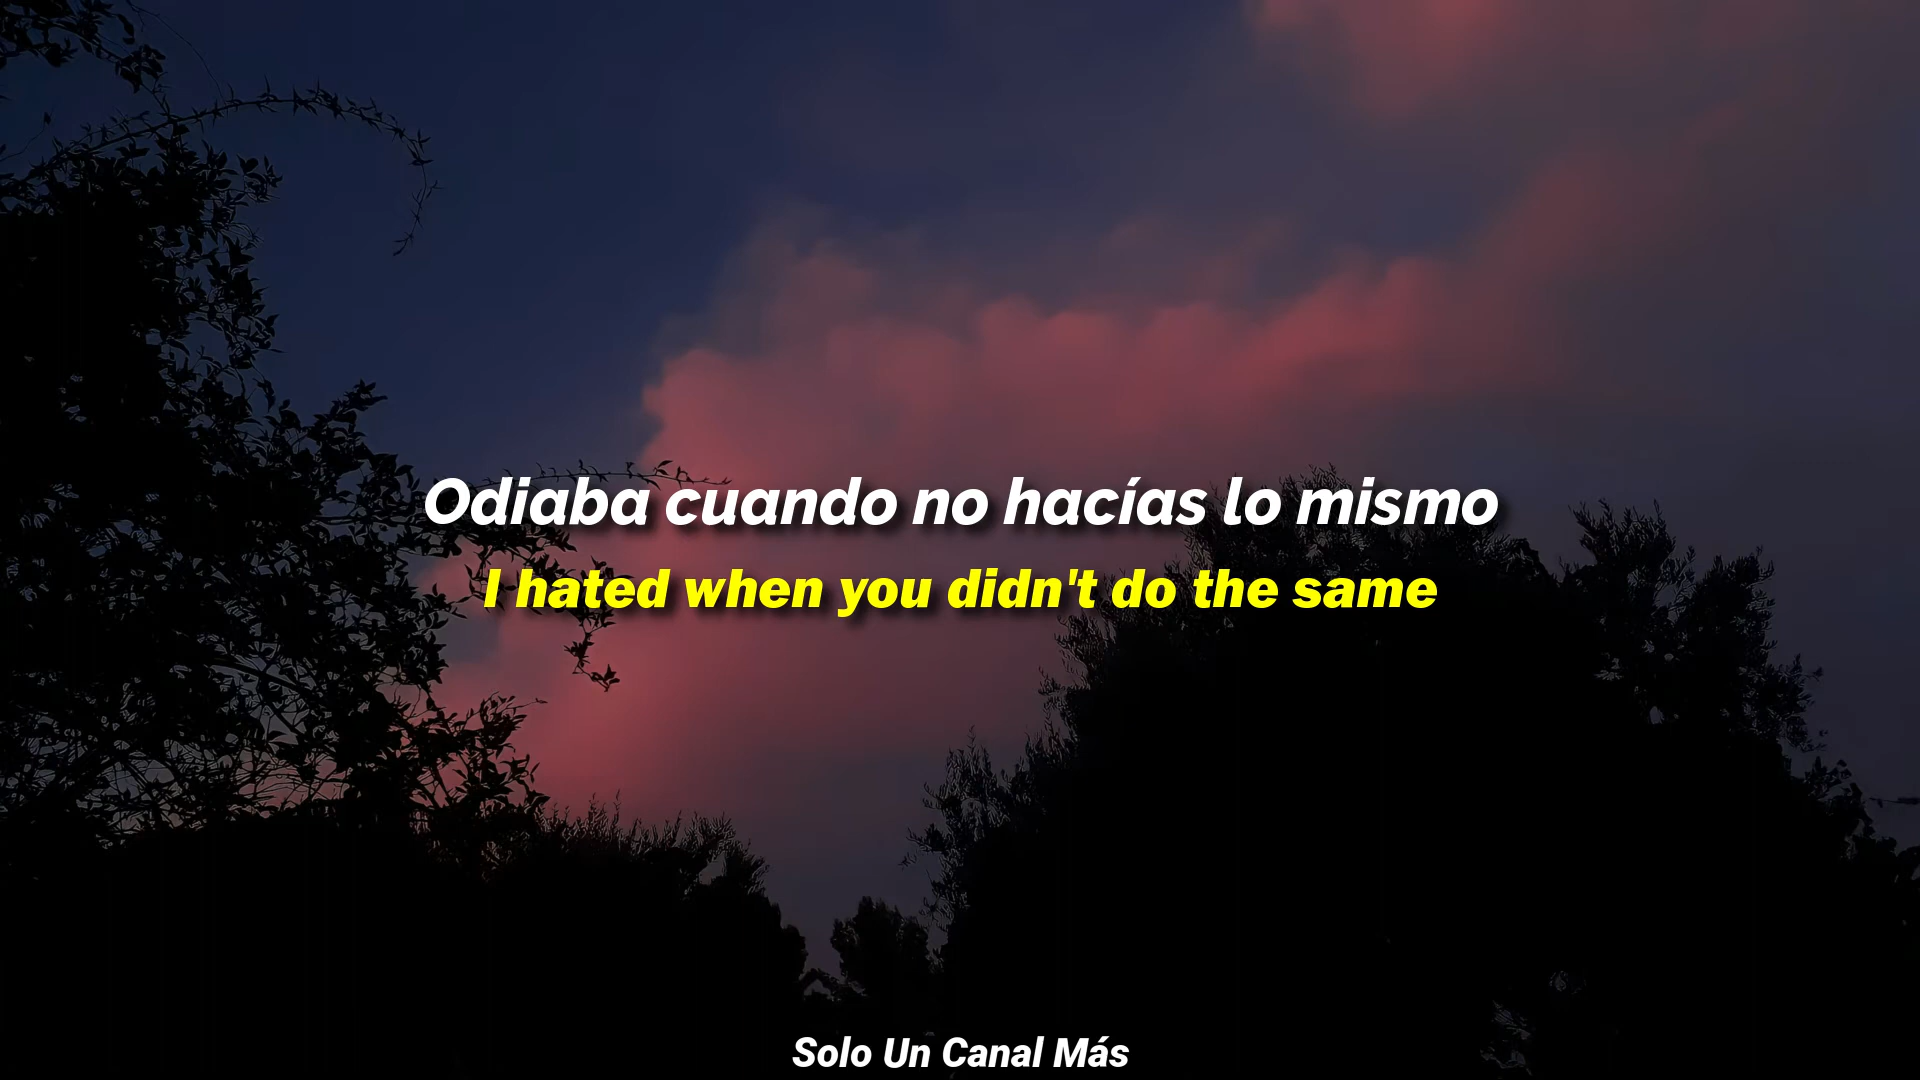 Odiaba cuando no hacías lo mismo
I hated when you didn't do the same
Solo Un Canal Más